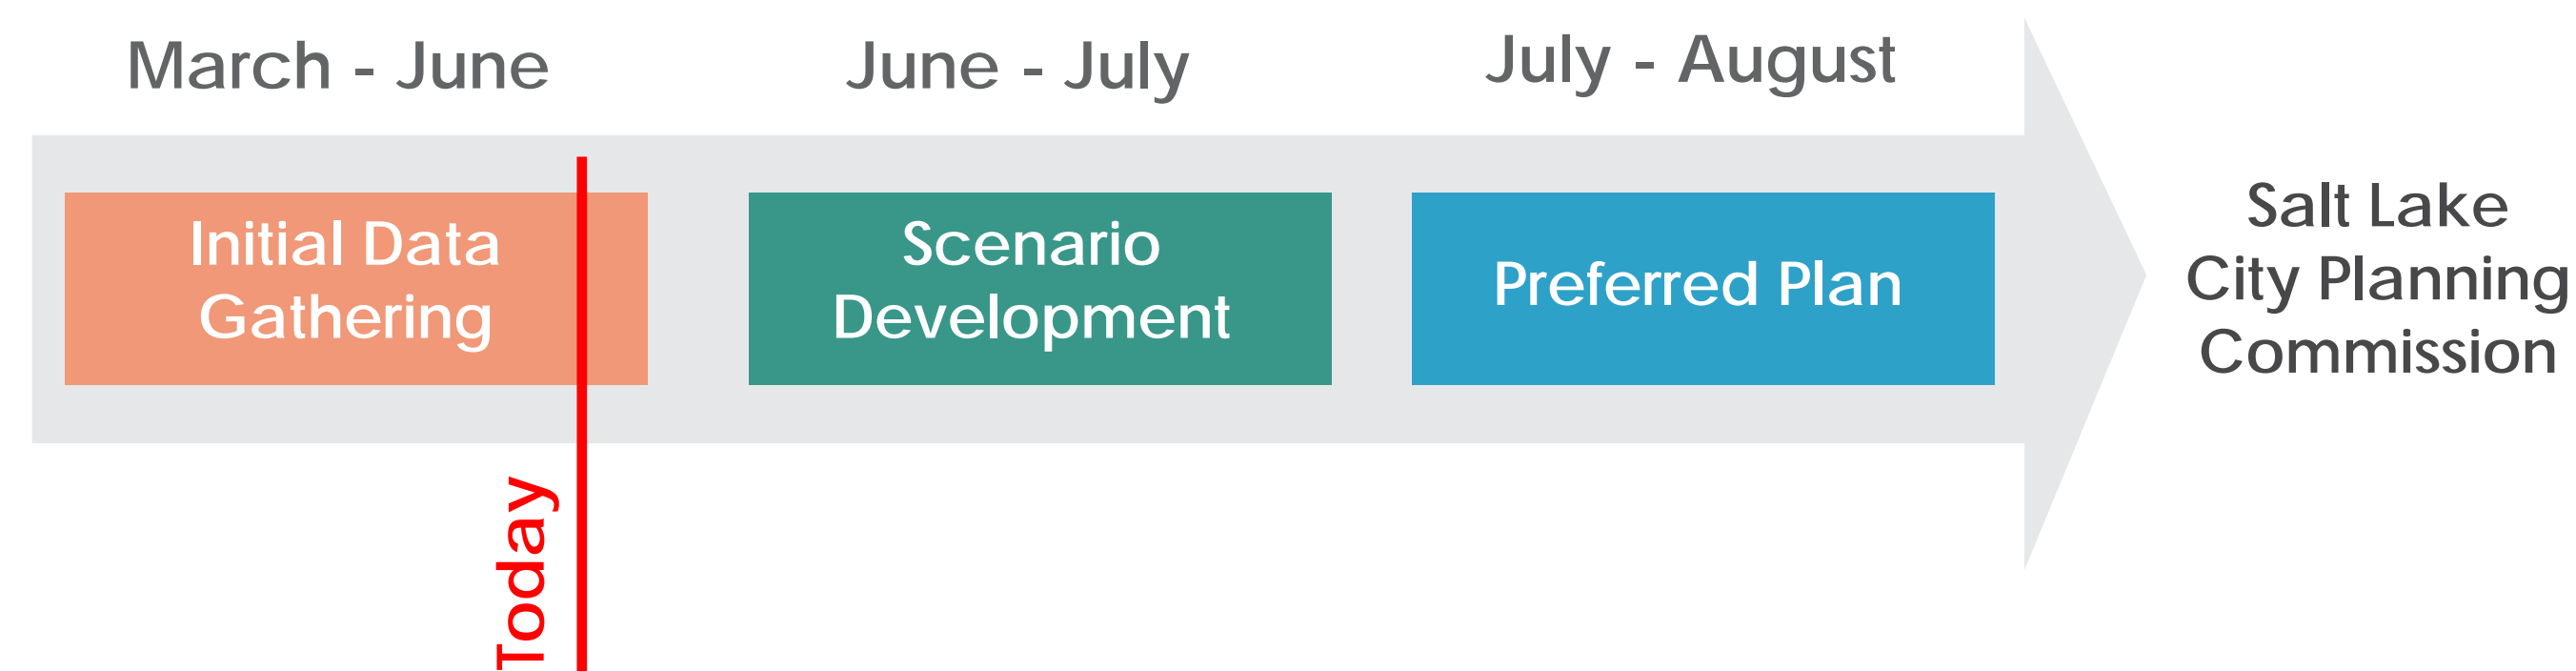 March - June
June - July
July - August
Initial Data
Gathering
Scenario
Development
Preferred Plan
Salt Lake
City Planning
Commission
Today